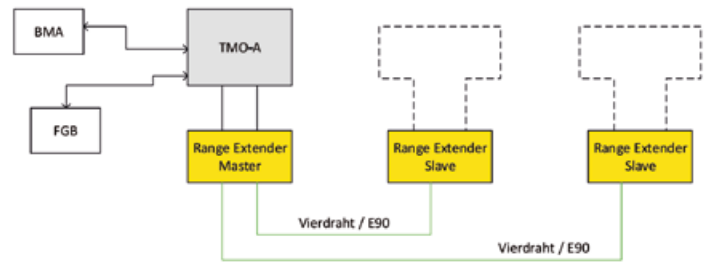 BMA
TMO-A
FGB
Range Extender
Master
Range Extender
Slave
Range Extender
Slave
Vierdraht / E90
Vierdraht / E90